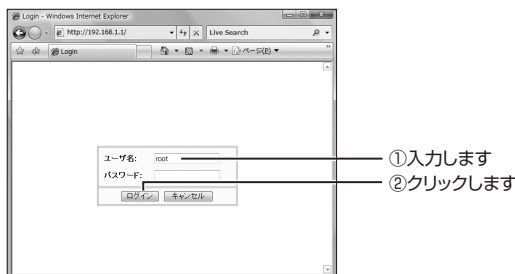 Login - Windows Internet Explorer
http://192.168.1.1/
Live Search
Login
ページ(P)
ユーザ名: root
パスワード:
ログイン キャンセル
①入力します
②クリックします